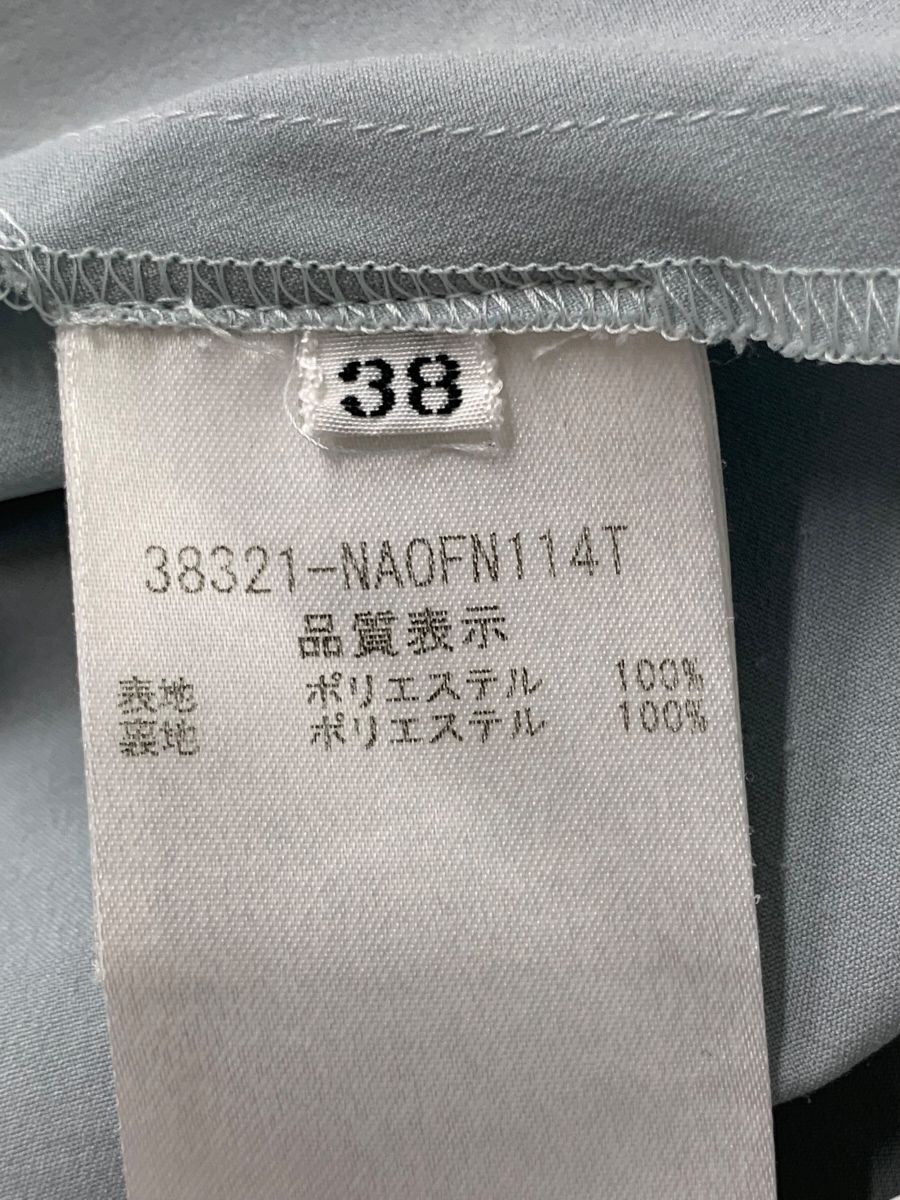 38
38321-NAOFN114T
品質表示
表地 ポリエステル 100%
裏地 ポリエステル 100%